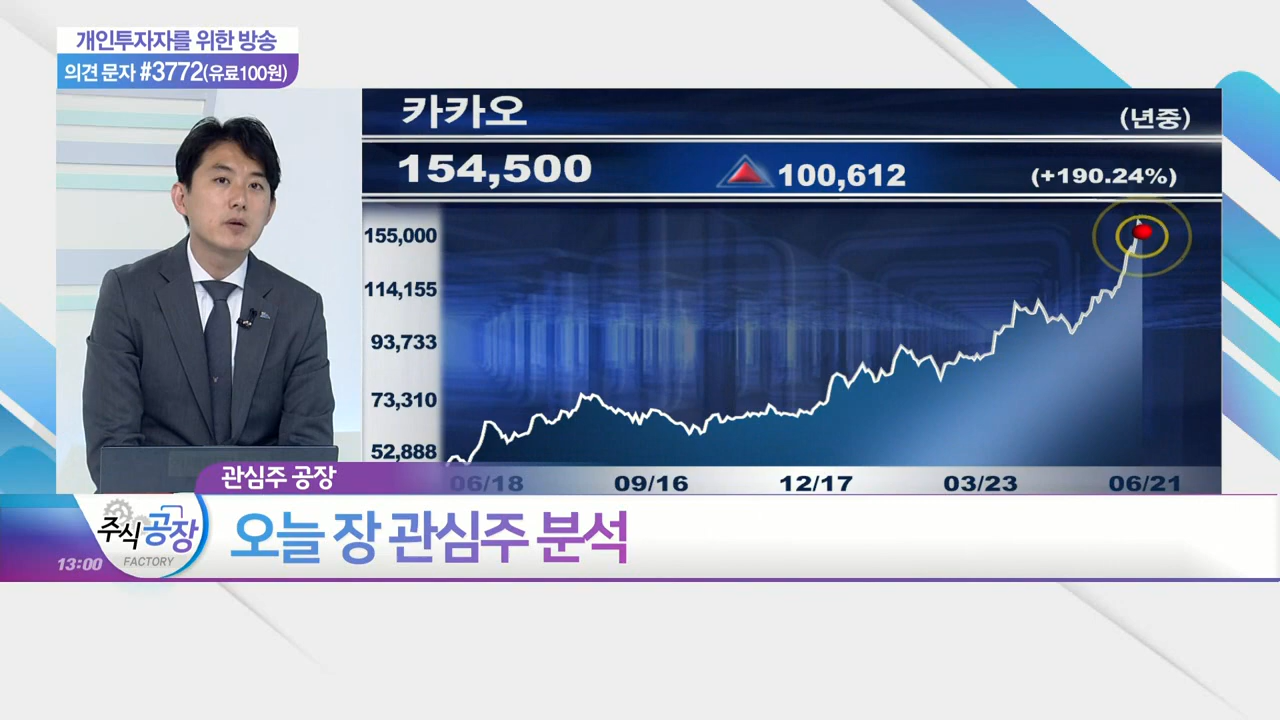 개인투자자를 위한 방송
의견 문자 #3772(유료100원)
카카오 (년중)
154,500 100,612 (+190.24%)
155,000
114,155
93,733
73,310
52,888
06/18 09/16 12/17 03/23 06/21
관심주 공장
주식공장
FACTORY
13:00
오늘 장 관심주 분석